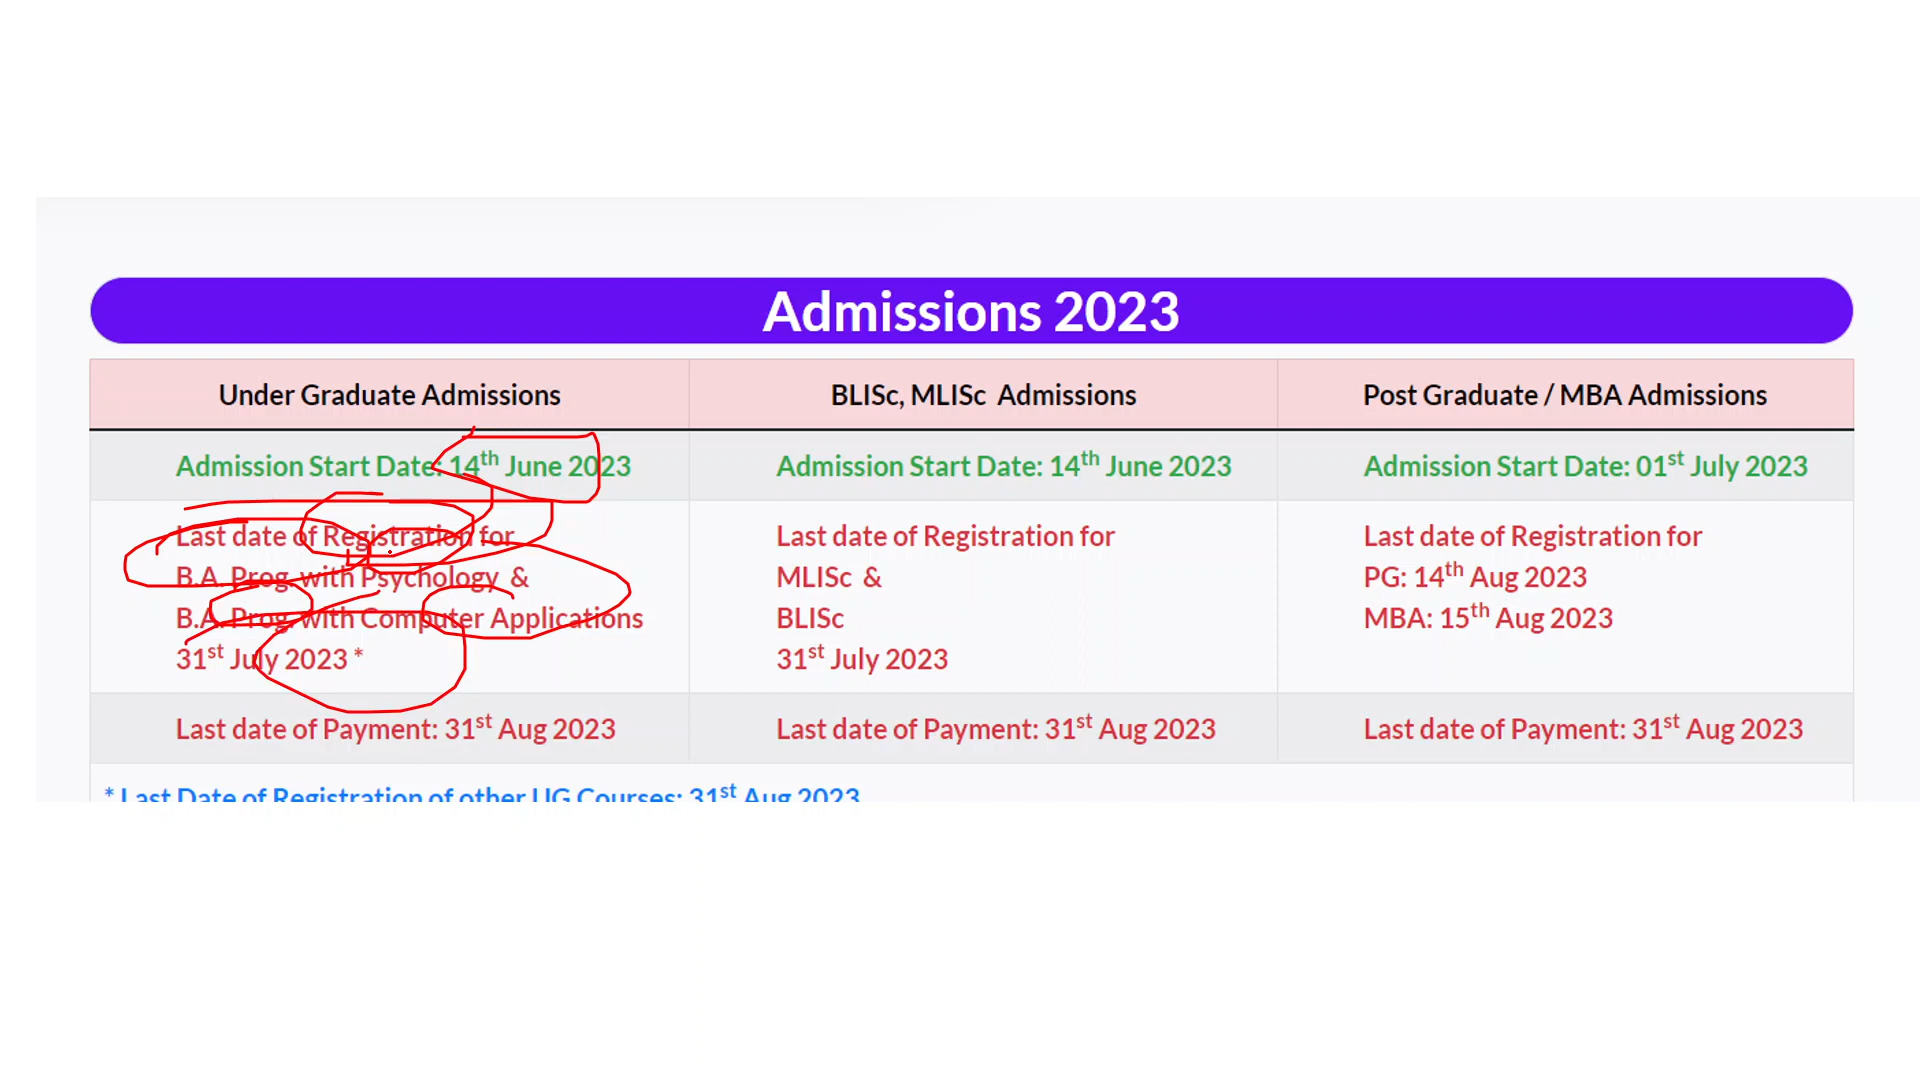 Admissions 2023
Under Graduate Admissions
BLISc, MLISc Admissions
Post Graduate / MBA Admissions
Admission Start Date: 14th June 2023
Admission Start Date: 14th June 2023
Admission Start Date: 01st July 2023
Last date of Registration for
B.A. Prog. with Psychology &
B.A. Prog. with Computer Applications
31st July 2023 *
Last date of Registration for
MLISc &
BLISc
31st July 2023
Last date of Registration for
PG: 14th Aug 2023
MBA: 15th Aug 2023
Last date of Payment: 31st Aug 2023
Last date of Payment: 31st Aug 2023
Last date of Payment: 31st Aug 2023
* Last Date of Registration of other UG Courses: 31st Aug 2023